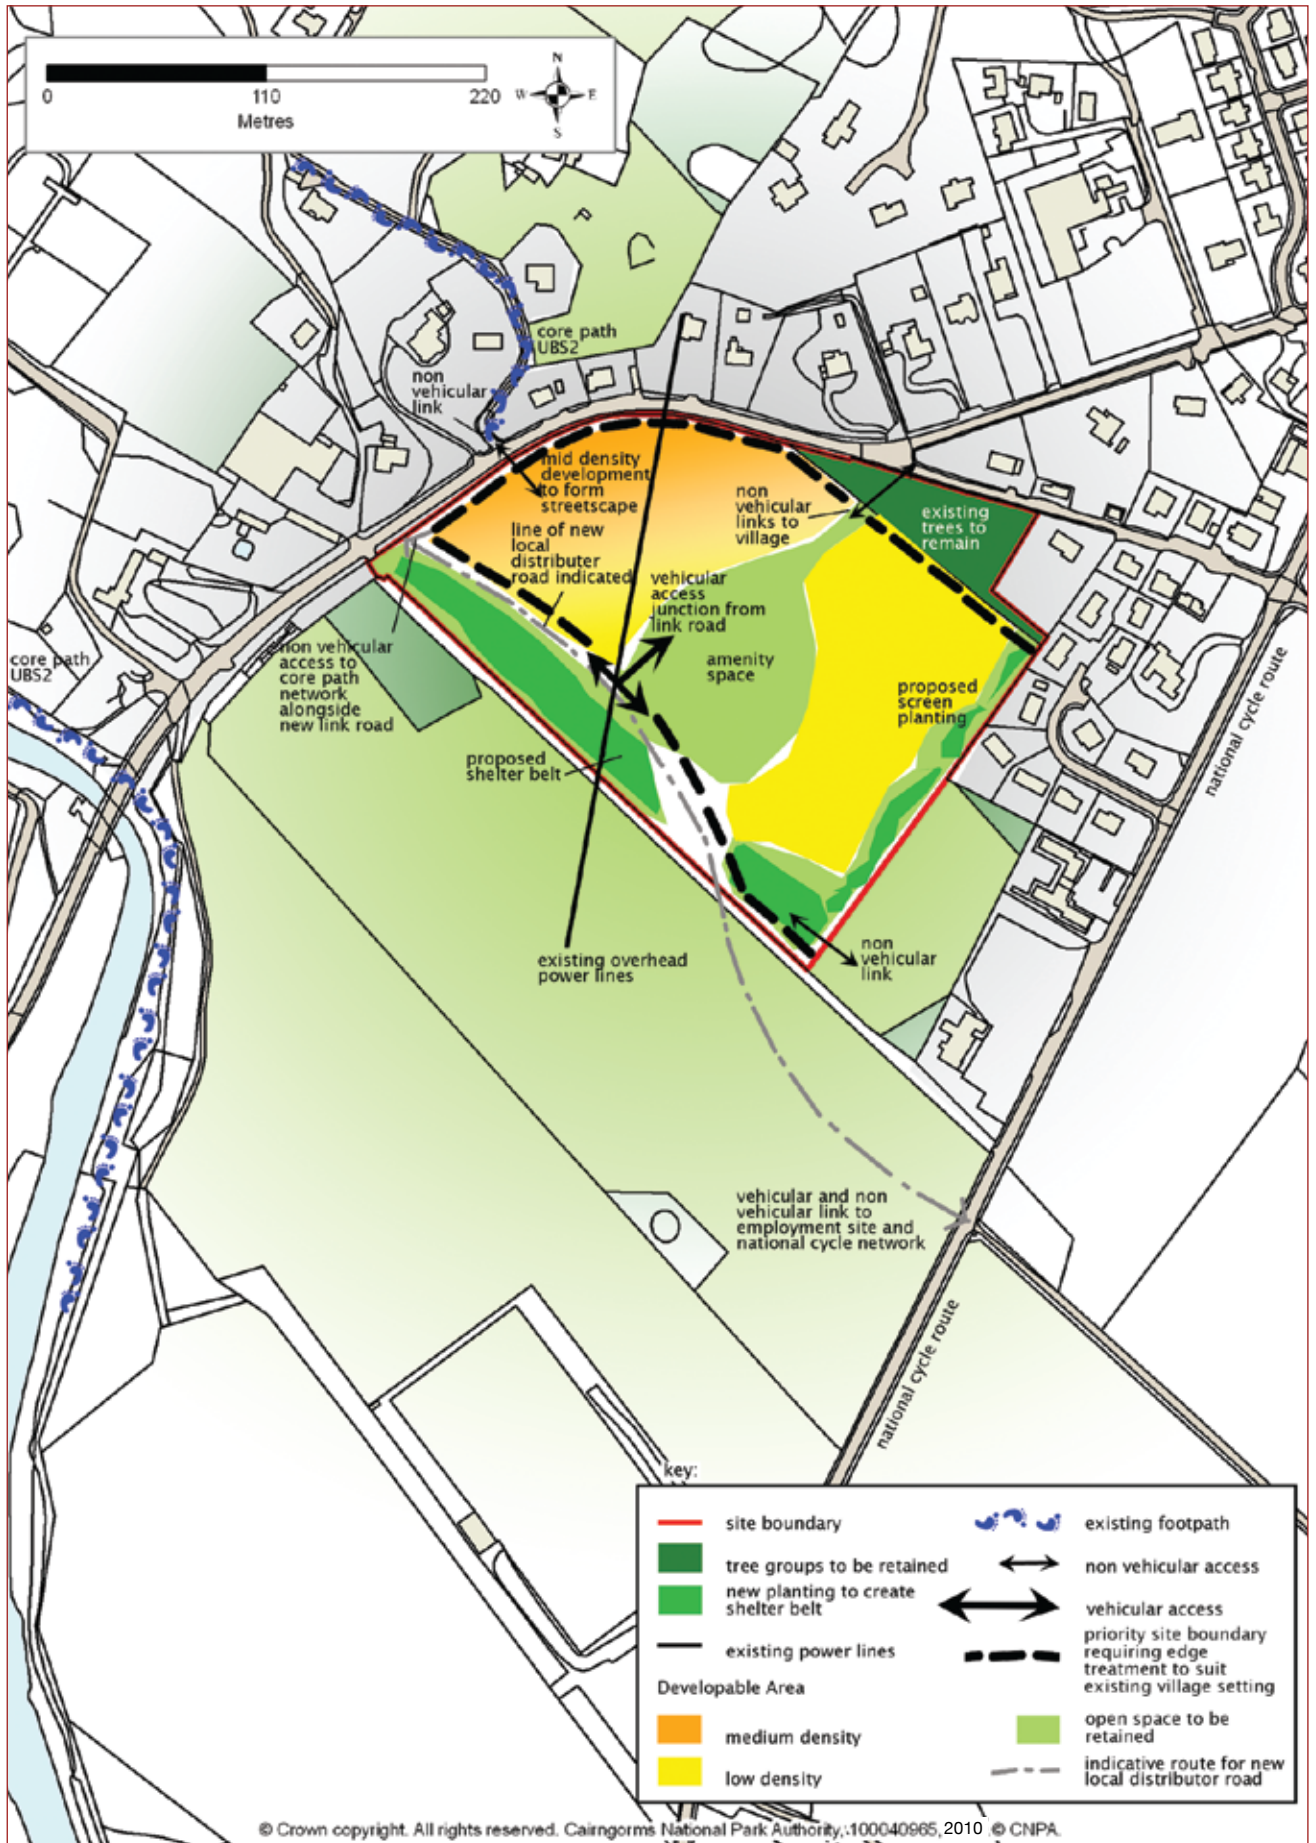 N
W E
S
0 110 220
Metres
core path
UBS2
non
vehicular
link
mid density
development
to form
streetscape
non
vehicular
links to
village
existing
trees to
remain
line of new
local
distributer
road indicated
vehicular
access
junction from
link road
amenity
space
non vehicular
access to
core path
network
alongside
new link road
core path
UBS2
proposed
screen
planting
proposed
shelter belt
national cycle route
existing overhead
power lines
non
vehicular
link
vehicular and non
vehicular link to
employment site and
national cycle network
national cycle route
key:
site boundary
tree groups to be retained
new planting to create
shelter belt
existing power lines
Developable Area
medium density
low density
existing footpath
non vehicular access
vehicular access
priority site boundary
requiring edge
treatment to suit
existing village setting
open space to be
retained
indicative route for new
local distributor road
© Crown copyright. All rights reserved. Cairngorms National Park Authority, 100040965, 2010 © CNPA.